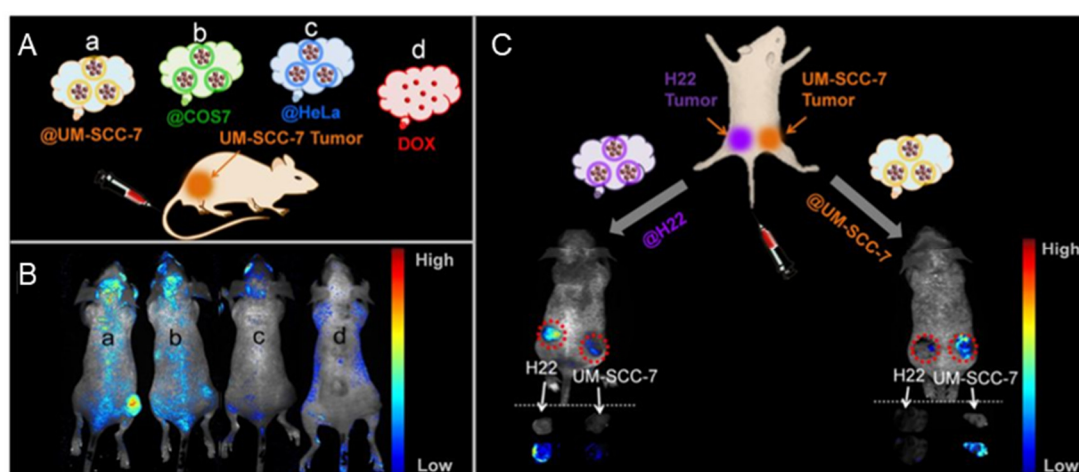 A
a
b
c
d
@UM-SCC-7
@COS7
@HeLa
DOX
UM-SCC-7 Tumor
B
a
b
c
d
High
Low
C
H22
Tumor
UM-SCC-7
Tumor
@H22
@UM-SCC-7
H22
UM-SCC-7
H22
UM-SCC-7
High
Low